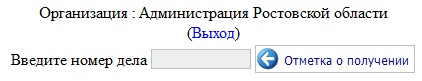 Организация : Администрация Ростовской области
(Выход)
Введите номер дела Отметка о получении